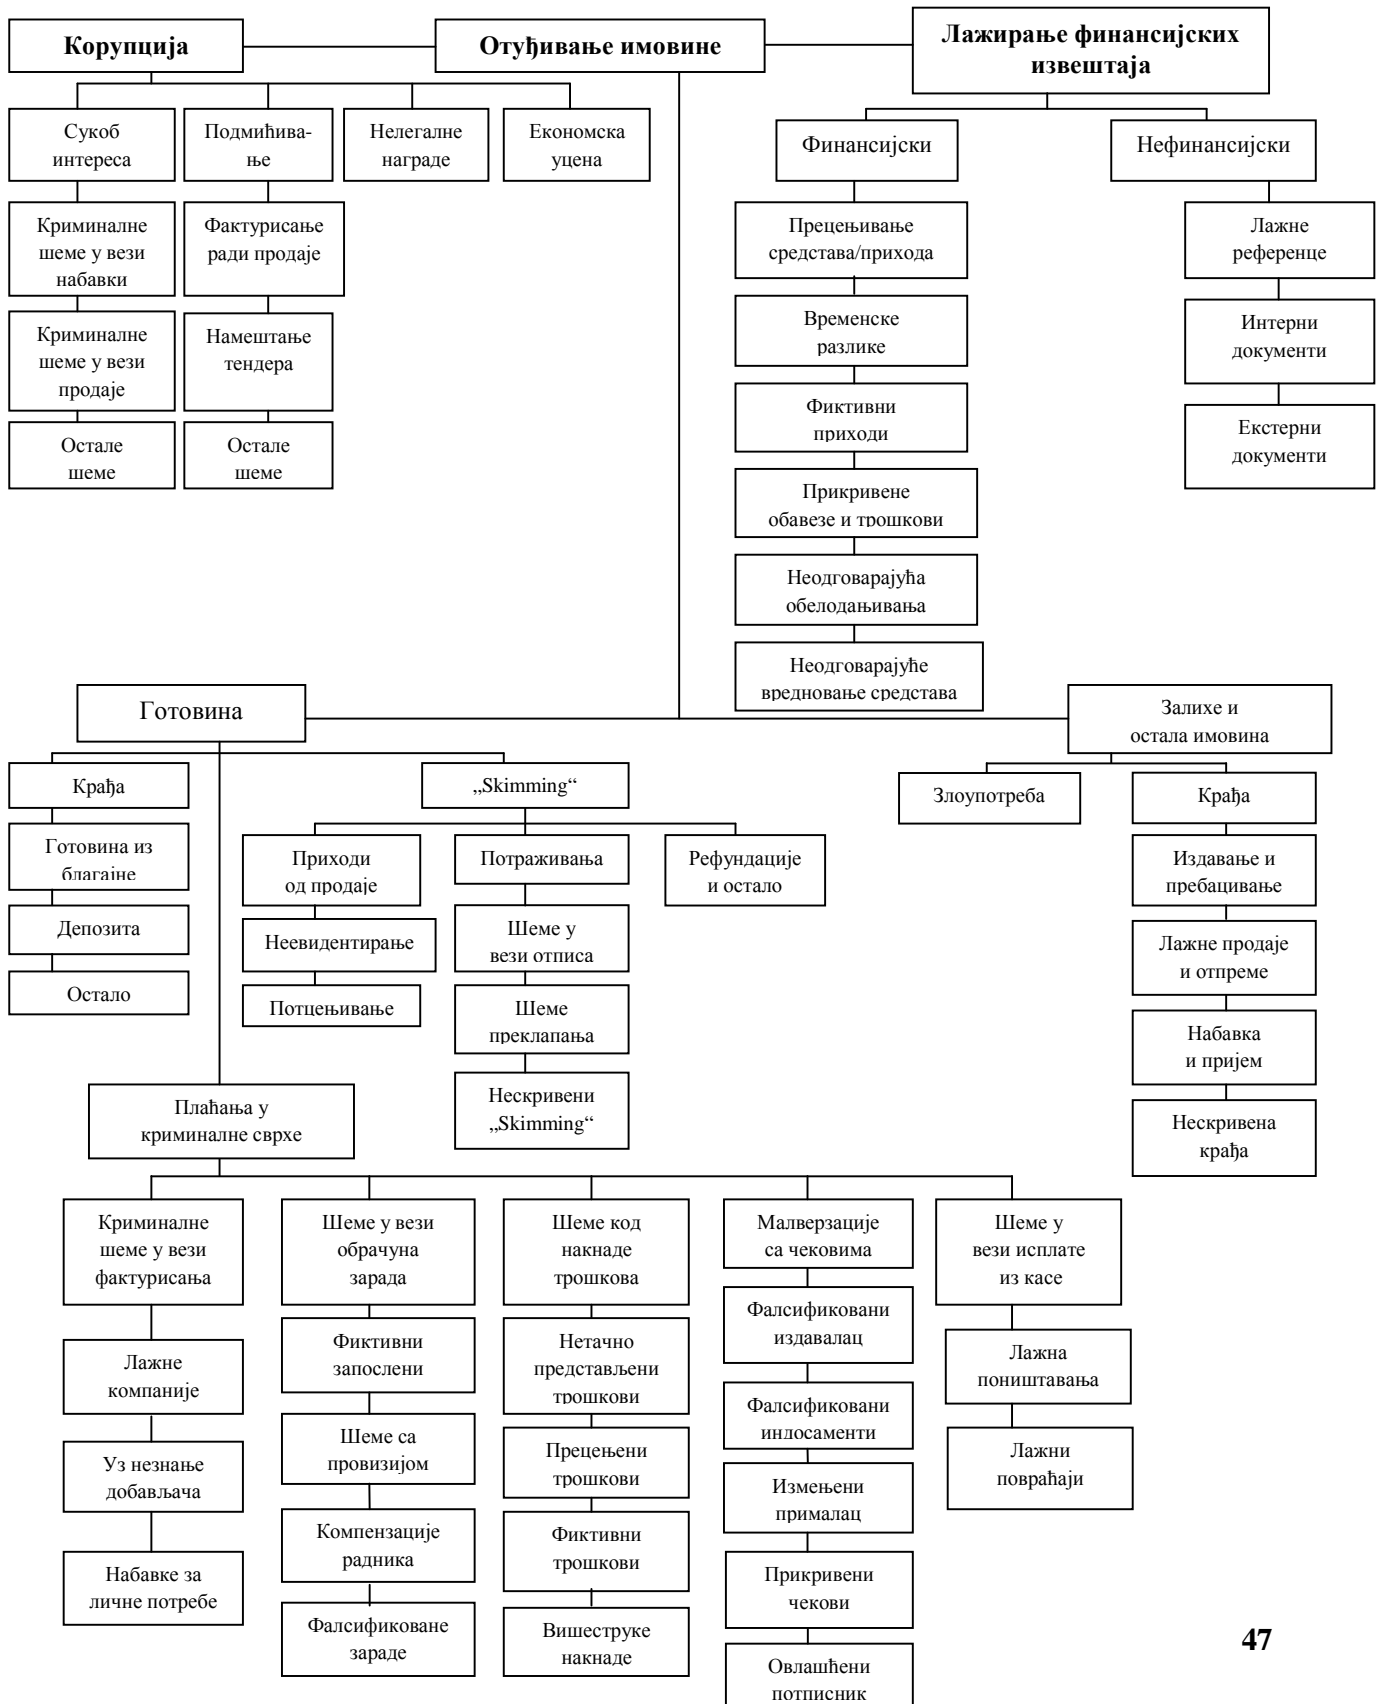 Корупција
Отуђивање имовине
Лажирање финансијских
извештаја
Сукоб
интереса
Подмићива-
ње
Нелегалне
награде
Економска
уцена
Финансијски
Нефинансијски
Криминалне
шеме у вези
набавки
Фактурисање
ради продаје
Криминалне
шеме у вези
продаје
Намештање
тендера
Остале
шеме
Остале
шеме
Прецењивање
средстава/прихода
Временске
разлике
Фиктивни
приходи
Прикривене
обавезе и трошкови
Неодговарајућа
обелодањивања
Неодговарајуће
вредновање средстава
Лажне
референце
Интерни
документи
Екстерни
документи
Готовина
Залихе и
остала имовина
Крађа
„Skimming“
Злоупотреба
Крађа
Готовина из
благајне
Депозита
Остало
Приходи
од продаје
Неевидентирање
Потцењивање
Потраживања
Шеме у
вези отписа
Шеме
преклапања
Нескривени
„Skimming“
Рефундације
и остало
Издавање и
пребацивање
Лажне продаје
и отпреме
Набавка
и пријем
Нескривена
крађа
Плаћања у
криминалне сврхе
Криминалне
шеме у вези
фактурисања
Лажне
компаније
Уз незнање
добављача
Набавке за
личне потребе
Шеме у вези
обрачуна
зарада
Фиктивни
запослени
Шеме са
провизијом
Компензације
радника
Фалсификоване
зараде
Шеме код
накнаде
трошкова
Нетачно
представљени
трошкови
Прецењени
трошкови
Фиктивни
трошкови
Вишеструке
накнаде
Малверзације
са чековима
Фалсификовани
издавалац
Фалсификовани
индосаменти
Измењени
прималац
Прикривени
чекови
Овлашћени
потписник
Шеме у
вези исплате
из касе
Лажна
поништавања
Лажни
повраћаји
47